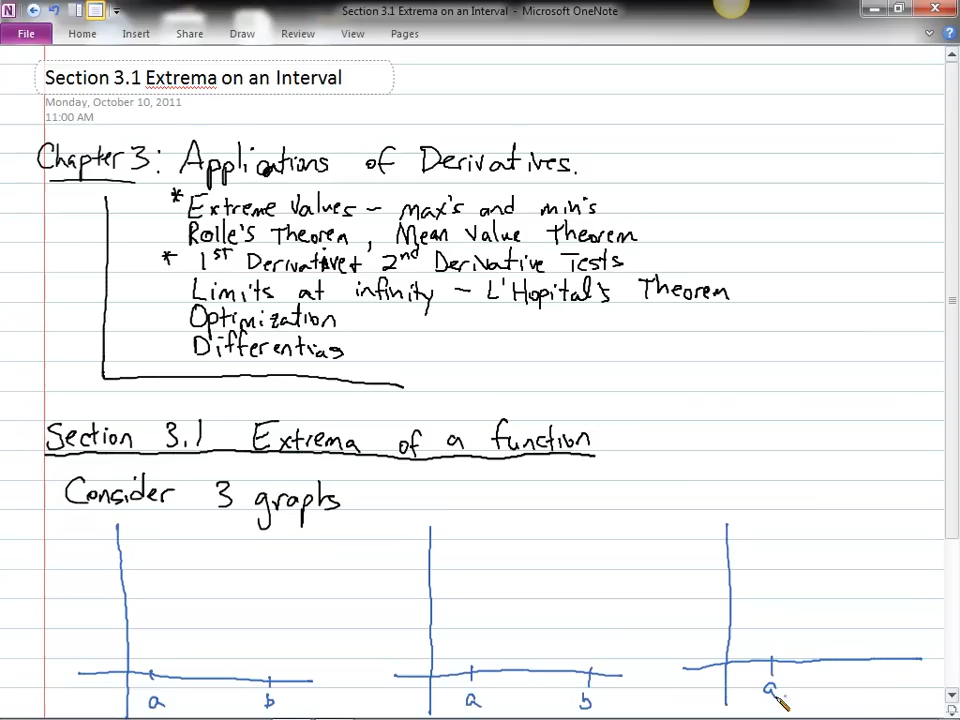 Section 3.1 Extrema on an Interval - Microsoft OneNote
File Home Insert Share Draw Review View Pages
Section 3.1 Extrema on an Interval
Monday, October 10, 2011
11:00 AM
Chapter 3: Applications of Derivatives.
* Extreme Values - max's and min's
Rolle's Theorem, Mean Value Theorem
* 1st Derivative + 2nd Derivative Tests
Limits at infinity - L'Hopital's Theorem
Optimization
Differentials
Section 3.1 Extrema of a function
Consider 3 graphs
a b a b a